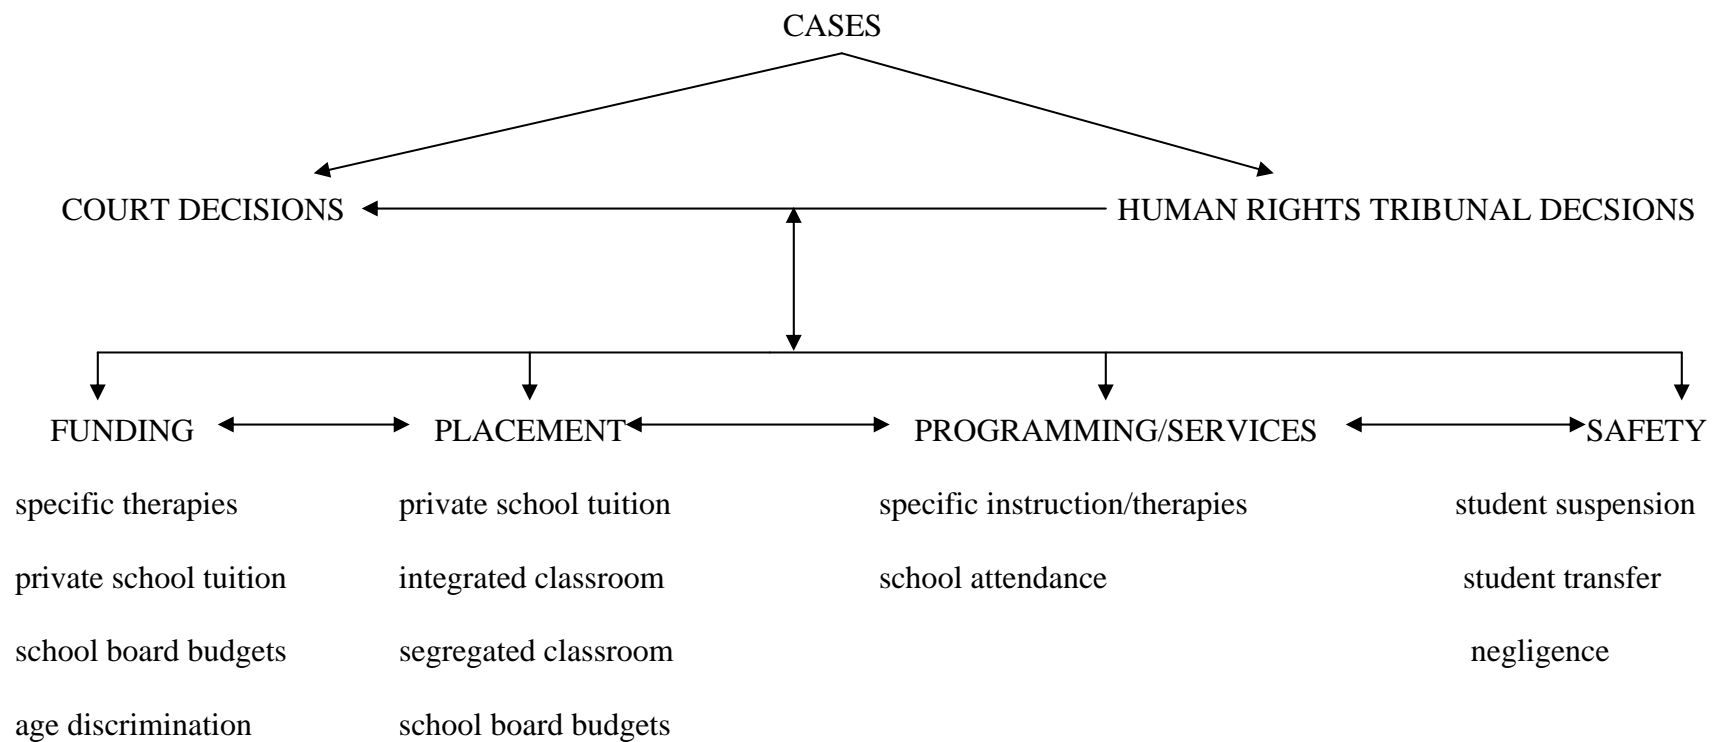 CASES
COURT DECISIONS HUMAN RIGHTS TRIBUNAL DECSIONS
FUNDING PLACEMENT PROGRAMMING/SERVICES SAFETY
specific therapies private school tuition specific instruction/therapies student suspension
private school tuition integrated classroom school attendance student transfer
school board budgets segregated classroom negligence
age discrimination school board budgets